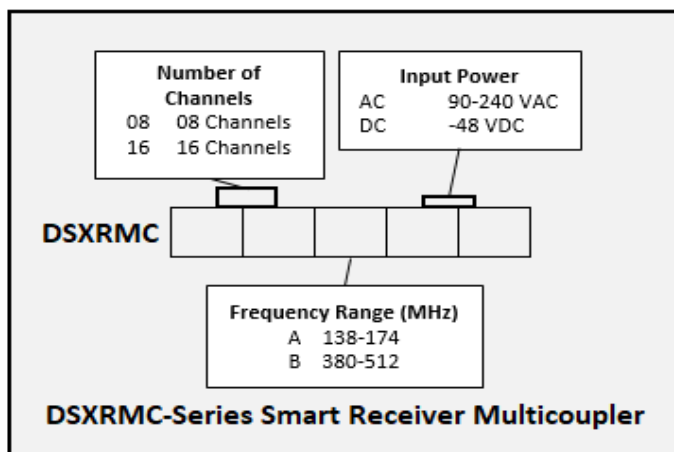 Number of
Channels
08 08 Channels
16 16 Channels
Input Power
AC 90-240 VAC
DC -48 VDC
DSXRMC
Frequency Range (MHz)
A 138-174
B 380-512
DSXRMC-Series Smart Receiver Multicoupler